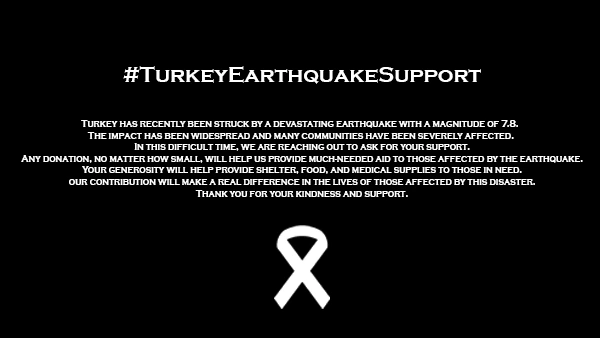 #TurkeyEarthquakeSupport
Turkey has recently been struck by a devastating earthquake with a magnitude of 7.8.
The impact has been widespread and many communities have been severely affected.
In this difficult time, we are reaching out to ask for your support.
Any donation, no matter how small, will help us provide much-needed aid to those affected by the earthquake.
Your generosity will help provide shelter, food, and medical supplies to those in need.
our contribution will make a real difference in the lives of those affected by this disaster.
Thank you for your kindness and support.